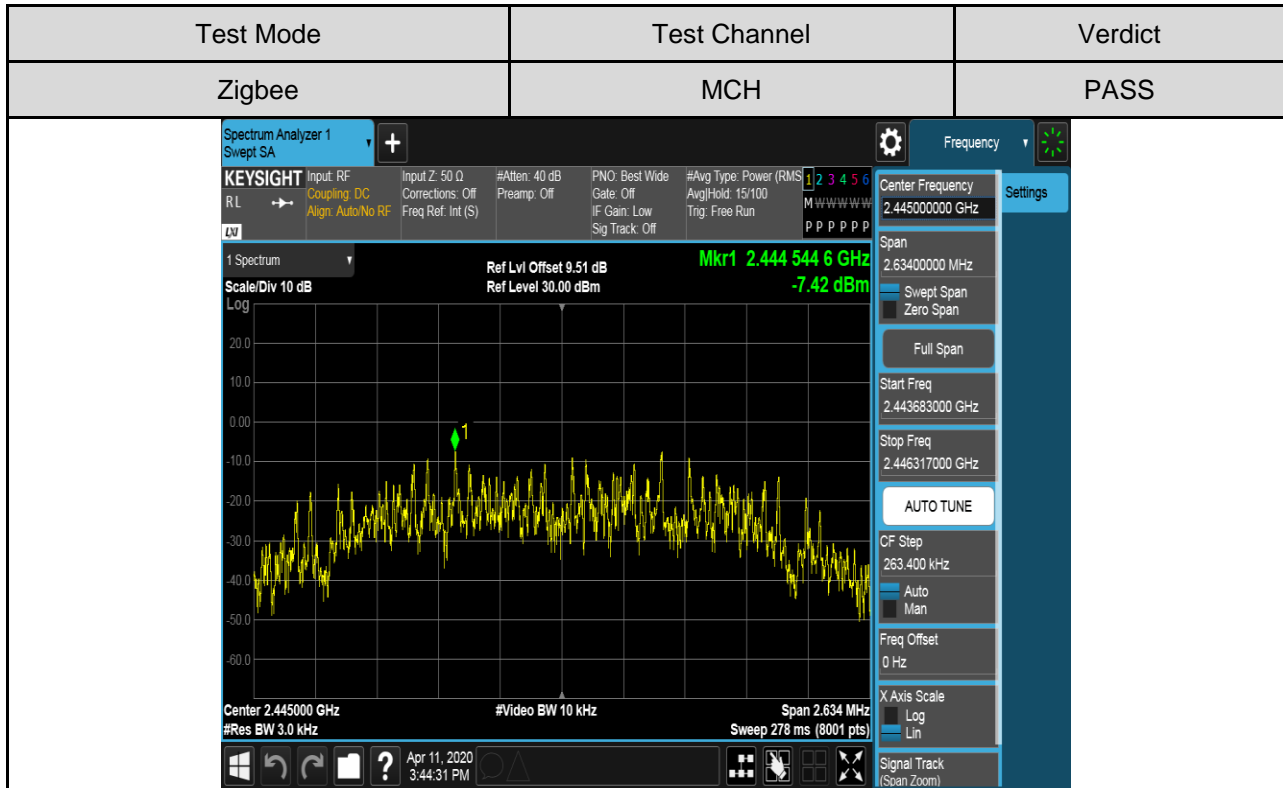 Test Mode
Test Channel
Verdict
Zigbee
MCH
PASS
Spectrum Analyzer 1
Swept SA
+
Frequency
KEYSIGHT
RL
LXI
Input: RF
Coupling: DC
Align: Auto/No RF
Input Z: 50 Ω
Corrections: Off
Freq Ref: Int (S)
#Atten: 40 dB
Preamp: Off
PNO: Best Wide
Gate: Off
IF Gain: Low
Sig Track: Off
#Avg Type: Power (RMS
Avg|Hold: 15/100
Trig: Free Run
1 2 3 4 5 6
M W W W W W
P P P P P P
Center Frequency
2.445000000 GHz
Settings
1 Spectrum
Scale/Div 10 dB
Ref Lvl Offset 9.51 dB
Ref Level 30.00 dBm
Mkr1 2.444 544 6 GHz
-7.42 dBm
Log
20.0
10.0
0.00
-10.0
-20.0
-30.0
-40.0
-50.0
-60.0
1
Span
2.63400000 MHz
Swept Span
Zero Span
Full Span
Start Freq
2.443683000 GHz
Stop Freq
2.446317000 GHz
AUTO TUNE
CF Step
263.400 kHz
Auto
Man
Freq Offset
0 Hz
X Axis Scale
Log
Lin
Signal Track
(Span Zoom)
Center 2.445000 GHz
#Res BW 3.0 kHz
#Video BW 10 kHz
Span 2.634 MHz
Sweep 278 ms (8001 pts)
?
Apr 11, 2020
3:44:31 PM